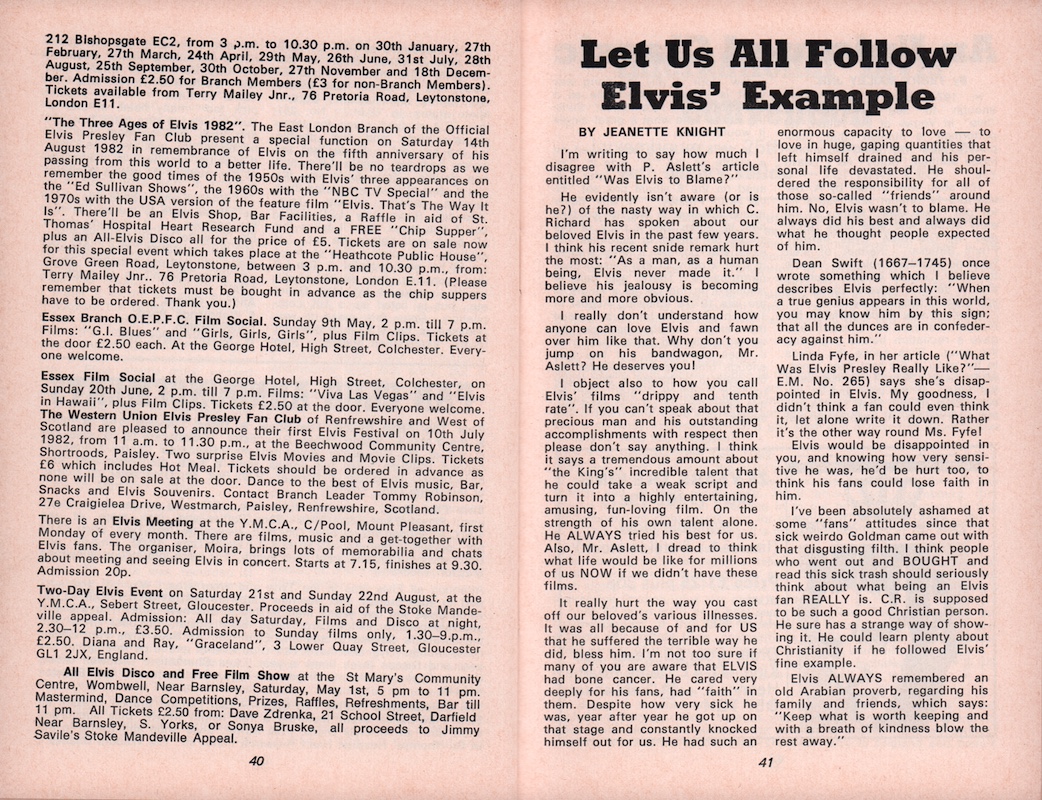 212 Bishopsgate EC2, from 3 p.m. to 10.30 p.m. on 30th January, 27th
February, 27th March, 24th April, 29th May, 26th June, 31st July, 28th
August, 25th September, 30th October, 27th November and 18th Decem-
ber. Admission £2.50 for Branch Members (£3 for non-Branch Members).
Tickets available from Terry Mailey Jnr., 76 Pretoria Road, Leytonstone,
London E11.
"The Three Ages of Elvis 1982". The East London Branch of the Official
Elvis Presley Fan Club present a special function on Saturday 14th
August 1982 in remembrance of Elvis on the fifth anniversary of his
passing from this world to a better life. There'll be no teardrops as we
remember the good times of the 1950s with Elvis' three appearances on
the "Ed Sullivan Shows", the 1960s with the "NBC TV Special" and the
1970s with the USA version of the feature film "Elvis. That's The Way It
Is". There'll be an Elvis Shop, Bar Facilities, a Raffle in aid of St.
Thomas' Hospital Heart Research Fund and a FREE "Chip Supper",
plus an All-Elvis Disco all for the price of £5. Tickets are on sale now
for this special event which takes place at the "Heathcote Public House",
Grove Green Road, Leytonstone, between 3 p.m. and 10.30 p.m., from:
Terry Mailey Jnr.. 76 Pretoria Road, Leytonstone, London E.11. (Please
remember that tickets must be bought in advance as the chip suppers
have to be ordered. Thank you.)
Essex Branch O.E.P.F.C. Film Social. Sunday 9th May, 2 p.m. till 7 p.m.
Films: "G.I. Blues" and "Girls, Girls, Girls", plus Film Clips. Tickets at
the door £2.50 each. At the George Hotel, High Street, Colchester. Every-
one welcome.
Essex Film Social at the George Hotel, High Street, Colchester, on
Sunday 20th June, 2 p.m. till 7 p.m. Films: "Viva Las Vegas" and "Elvis
in Hawaii", plus Film Clips. Tickets £2.50 at the door. Everyone welcome.
The Western Union Elvis Presley Fan Club of Renfrewshire and West of
Scotland are pleased to announce their first Elvis Festival on 10th July
1982, from 11 a.m. to 11.30 p.m., at the Beechwood Community Centre,
Shortroods, Paisley. Two surprise Elvis Movies and Movie Clips. Tickets
£6 which includes Hot Meal. Tickets should be ordered in advance as
none will be on sale at the door. Dance to the best of Elvis music, Bar,
Snacks and Elvis Souvenirs. Contact Branch Leader Tommy Robinson,
27e Craigielea Drive, Westmarch, Paisley, Renfrewshire, Scotland.
There is an Elvis Meeting at the Y.M.C.A., C/Pool, Mount Pleasant, first
Monday of every month. There are films, music and a get-together with
Elvis fans. The organiser, Moira, brings lots of memorabilia and chats
about meeting and seeing Elvis in concert. Starts at 7.15, finishes at 9.30.
Admission 20p.
Two-Day Elvis Event on Saturday 21st and Sunday 22nd August, at the
Y.M.C.A., Sebert Street, Gloucester. Proceeds in aid of the Stoke Mande-
ville appeal. Admission: All day Saturday, Films and Disco at night,
2.30–12 p.m., £3.50. Admission to Sunday films only, 1.30–9.p.m.,
£2.50. Diana and Ray, "Graceland", 3 Lower Quay Street, Gloucester
GL1 2JX, England.
All Elvis Disco and Free Film Show at the St Mary's Community
Centre, Wombwell, Near Barnsley, Saturday, May 1st, 5 pm to 11 pm.
Mastermind, Dance Competitions, Prizes, Raffles, Refreshments, Bar till
11 pm. All Tickets £2.50 from: Dave Zdrenka, 21 School Street, Darfield
Near Barnsley, S. Yorks, or Sonya Bruske, all proceeds to Jimmy
Savile's Stoke Mandeville Appeal.
40
Let Us All Follow
Elvis' Example
BY JEANETTE KNIGHT
I'm writing to say how much I
disagree with P. Aslett's article
entitled "Was Elvis to Blame?"
He evidently isn't aware (or is
he?) of the nasty way in which C.
Richard has spoken about our
beloved Elvis in the past few years.
I think his recent snide remark hurt
the most: "As a man, as a human
being, Elvis never made it." I
believe his jealousy is becoming
more and more obvious.
I really don't understand how
anyone can love Elvis and fawn
over him like that. Why don't you
jump on his bandwagon, Mr.
Aslett? He deserves you!
I object also to how you call
Elvis' films "drippy and tenth
rate". If you can't speak about that
precious man and his outstanding
accomplishments with respect then
please don't say anything. I think
it says a tremendous amount about
"the King's" incredible talent that
he could take a weak script and
turn it into a highly entertaining,
amusing, fun-loving film. On the
strength of his own talent alone.
He ALWAYS tried his best for us.
Also, Mr. Aslett, I dread to think
what life would be like for millions
of us NOW if we didn't have these
films.
It really hurt the way you cast
off our beloved's various illnesses.
It was all because of and for US
that he suffered the terrible way he
did, bless him. I'm not too sure if
many of you are aware that ELVIS
had bone cancer. He cared very
deeply for his fans, had "faith" in
them. Despite how very sick he
was, year after year he got up on
that stage and constantly knocked
himself out for us. He had such an
enormous capacity to love — to
love in huge, gaping quantities that
left himself drained and his per-
sonal life devastated. He shoul-
dered the responsibility for all of
those so-called "friends" around
him. No, Elvis wasn't to blame. He
always did his best and always did
what he thought people expected
of him.
Dean Swift (1667–1745) once
wrote something which I believe
describes Elvis perfectly: "When
a true genius appears in this world,
you may know him by this sign;
that all the dunces are in confeder-
acy against him."
Linda Fyfe, in her article ("What
Was Elvis Presley Really Like?"—
E.M. No. 265) says she's disap-
pointed in Elvis. My goodness, I
didn't think a fan could even think
it, let alone write it down. Rather
it's the other way round Ms. Fyfe!
Elvis would be disappointed in
you, and knowing how very sensi-
tive he was, he'd be hurt too, to
think his fans could lose faith in
him.
I've been absolutely ashamed at
some "fans" attitudes since that
sick weirdo Goldman came out with
that disgusting filth. I think people
who went out and BOUGHT and
read this sick trash should seriously
think about what being an Elvis
fan REALLY is. C.R. is supposed
to be such a good Christian person.
He sure has a strange way of show-
ing it. He could learn plenty about
Christianity if he followed Elvis'
fine example.
Elvis ALWAYS remembered an
old Arabian proverb, regarding his
family and friends, which says:
"Keep what is worth keeping and
with a breath of kindness blow the
rest away."
41